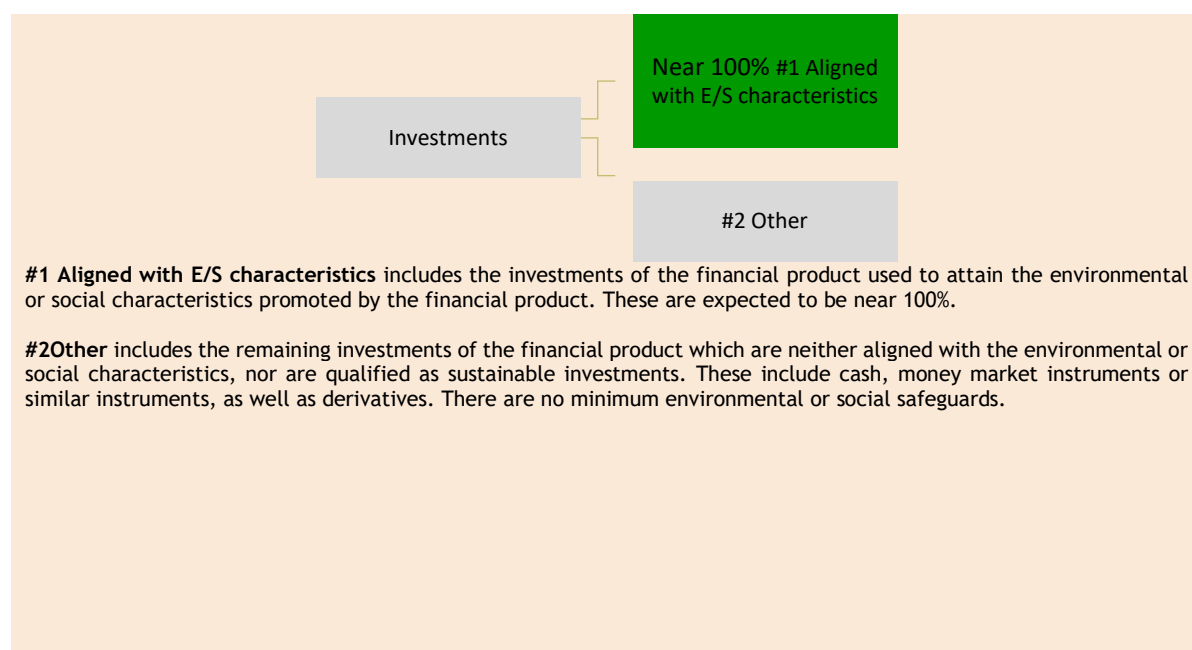 Near 100% #1 Aligned
with E/S characteristics
Investments
#2 Other
#1 Aligned with E/S characteristics includes the investments of the financial product used to attain the environmental
or social characteristics promoted by the financial product. These are expected to be near 100%.
#2Other includes the remaining investments of the financial product which are neither aligned with the environmental or
social characteristics, nor are qualified as sustainable investments. These include cash, money market instruments or
similar instruments, as well as derivatives. There are no minimum environmental or social safeguards.